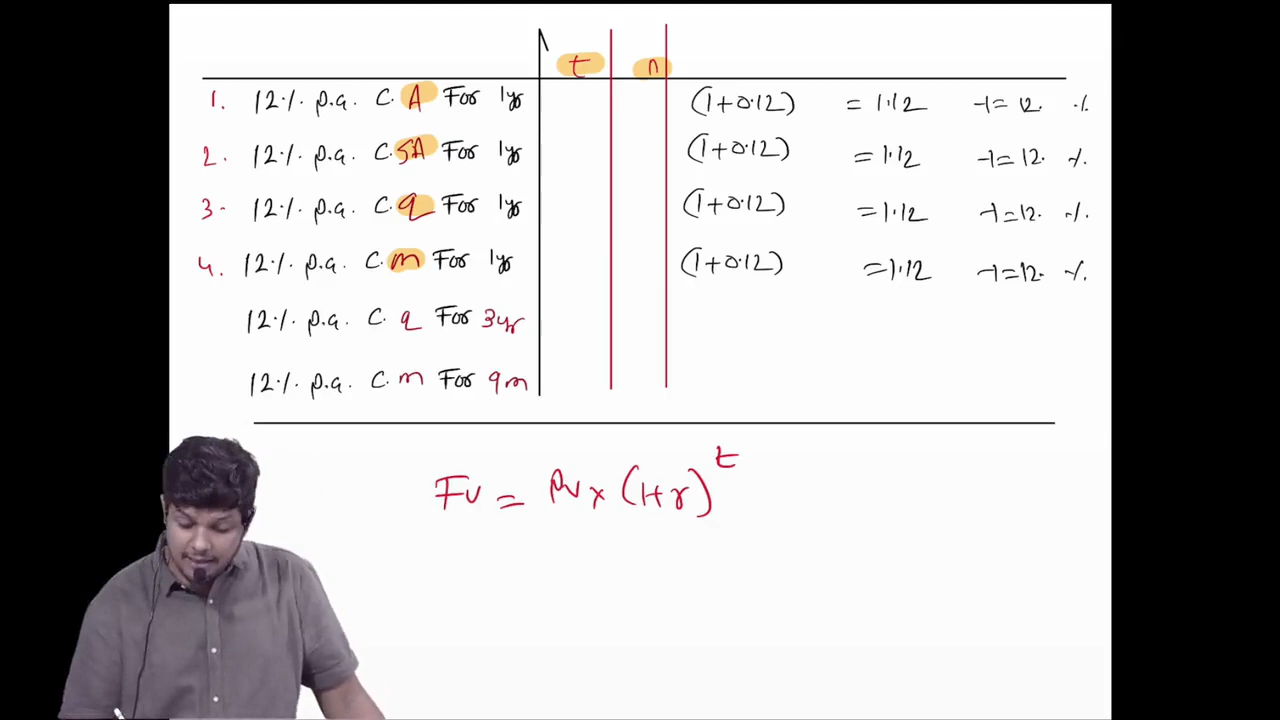 t n
1. 12% p.a. C. A For 1yr (1+0.12) = 1.12 -1= 12. %
2. 12% p.a. C. SA For 1yr (1+0.12) = 1.12 -1= 12. %
3. 12% p.a. C. q For 1yr (1+0.12) = 1.12 -1= 12. %
4. 12% p.a. C. m For 1yr (1+0.12) = 1.12 -1= 12. %
12% p.a. C. q For 3yr
12% p.a. C. m For 9m
Fv = Pv x (1+r)^t